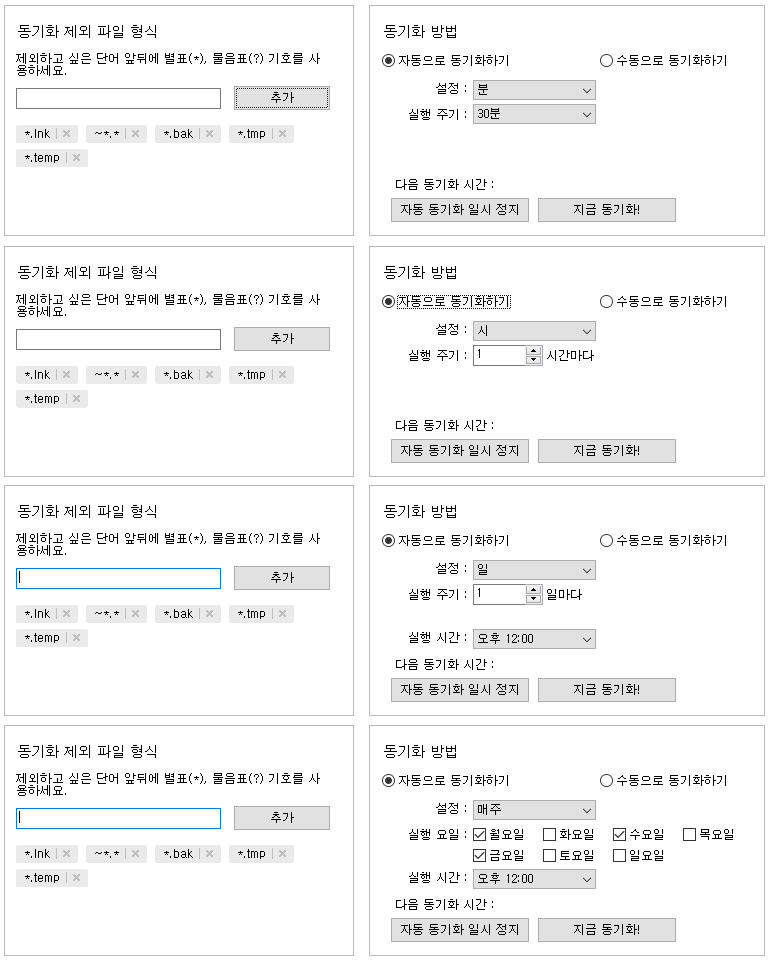 동기화 제외 파일 형식
제외하고 싶은 단어 앞뒤에 별표(*), 물음표(?) 기호를 사
용하세요.
추가
*.lnk ~*.* *.bak *.tmp
*.temp
동기화 방법
자동으로 동기화하기 수동으로 동기화하기
설정 : 분
실행 주기 : 30분
다음 동기화 시간 :
자동 동기화 일시 정지 지금 동기화!
동기화 제외 파일 형식
제외하고 싶은 단어 앞뒤에 별표(*), 물음표(?) 기호를 사
용하세요.
추가
*.lnk ~*.* *.bak *.tmp
*.temp
동기화 방법
자동으로 동기화하기 수동으로 동기화하기
설정 : 시
실행 주기 : 1 시간마다
다음 동기화 시간 :
자동 동기화 일시 정지 지금 동기화!
동기화 제외 파일 형식
제외하고 싶은 단어 앞뒤에 별표(*), 물음표(?) 기호를 사
용하세요.
추가
*.lnk ~*.* *.bak *.tmp
*.temp
동기화 방법
자동으로 동기화하기 수동으로 동기화하기
설정 : 일
실행 주기 : 1 일마다
실행 시간 : 오후 12:00
다음 동기화 시간 :
자동 동기화 일시 정지 지금 동기화!
동기화 제외 파일 형식
제외하고 싶은 단어 앞뒤에 별표(*), 물음표(?) 기호를 사
용하세요.
추가
*.lnk ~*.* *.bak *.tmp
*.temp
동기화 방법
자동으로 동기화하기 수동으로 동기화하기
설정 : 매주
실행 요일 : 월요일 화요일 수요일 목요일
금요일 토요일 일요일
실행 시간 : 오후 12:00
다음 동기화 시간 :
자동 동기화 일시 정지 지금 동기화!